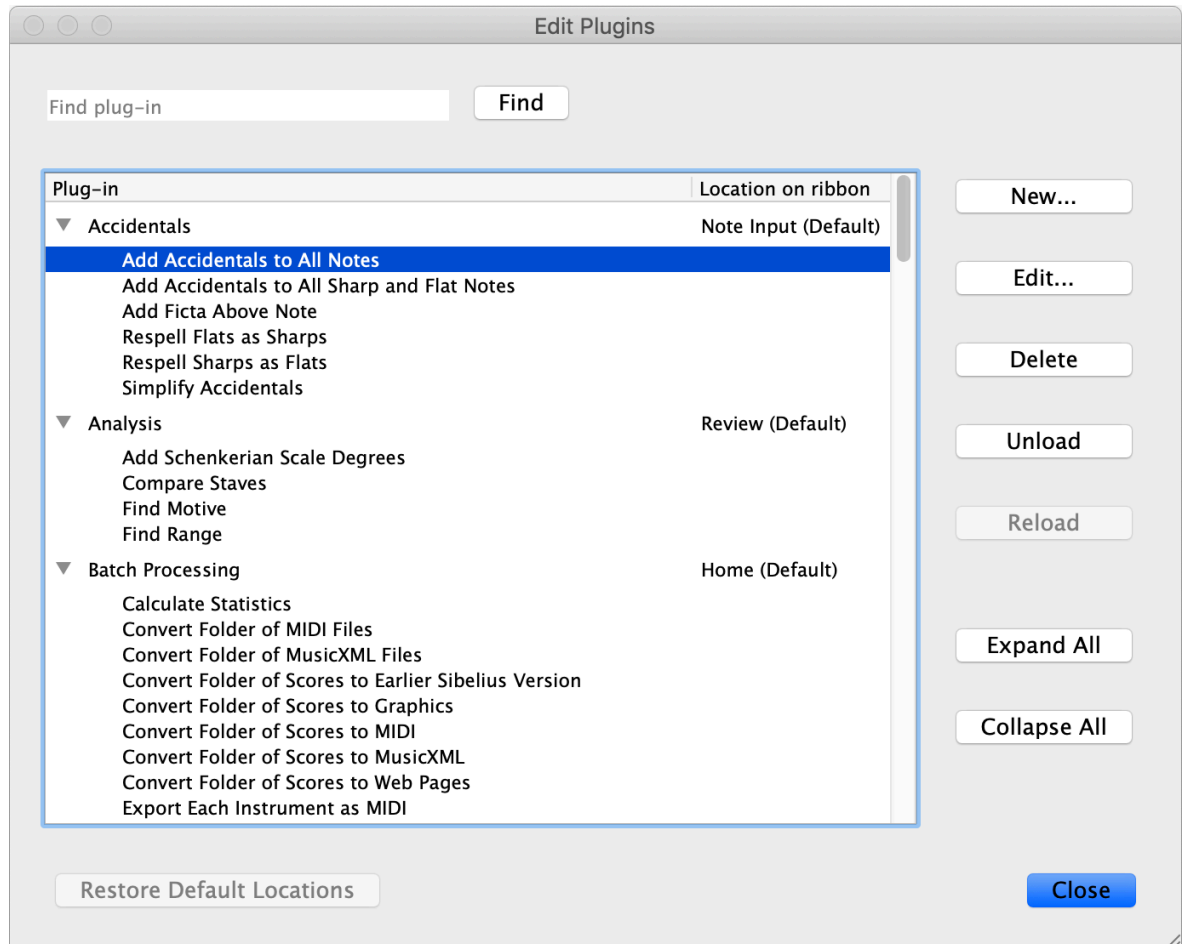 Edit Plugins
Find plug-in
Find
Plug-in Location on ribbon
Accidentals Note Input (Default)
Add Accidentals to All Notes
Add Accidentals to All Sharp and Flat Notes
Add Ficta Above Note
Respell Flats as Sharps
Respell Sharps as Flats
Simplify Accidentals
Analysis Review (Default)
Add Schenkerian Scale Degrees
Compare Staves
Find Motive
Find Range
Batch Processing Home (Default)
Calculate Statistics
Convert Folder of MIDI Files
Convert Folder of MusicXML Files
Convert Folder of Scores to Earlier Sibelius Version
Convert Folder of Scores to Graphics
Convert Folder of Scores to MIDI
Convert Folder of Scores to MusicXML
Convert Folder of Scores to Web Pages
Export Each Instrument as MIDI
New...
Edit...
Delete
Unload
Reload
Expand All
Collapse All
Restore Default Locations
Close